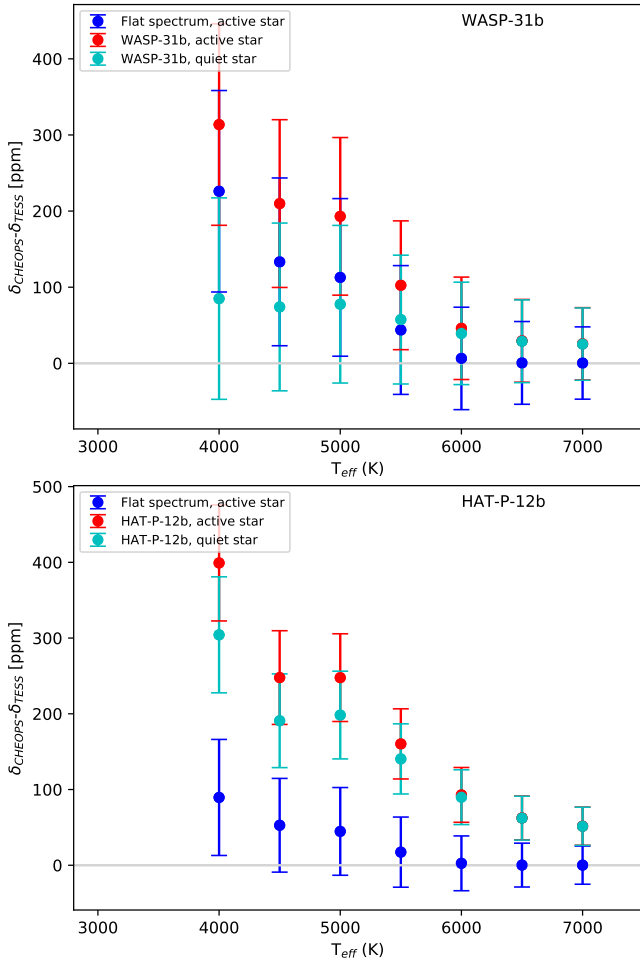 WASP-31b
Flat spectrum, active star
WASP-31b, active star
WASP-31b, quiet star
400
300
200
100
0
δCHEOPS-δTESS [ppm]
3000 4000 5000 6000 7000
Teff (K)
HAT-P-12b
Flat spectrum, active star
HAT-P-12b, active star
HAT-P-12b, quiet star
500
400
300
200
100
0
δCHEOPS-δTESS [ppm]
3000 4000 5000 6000 7000
Teff (K)